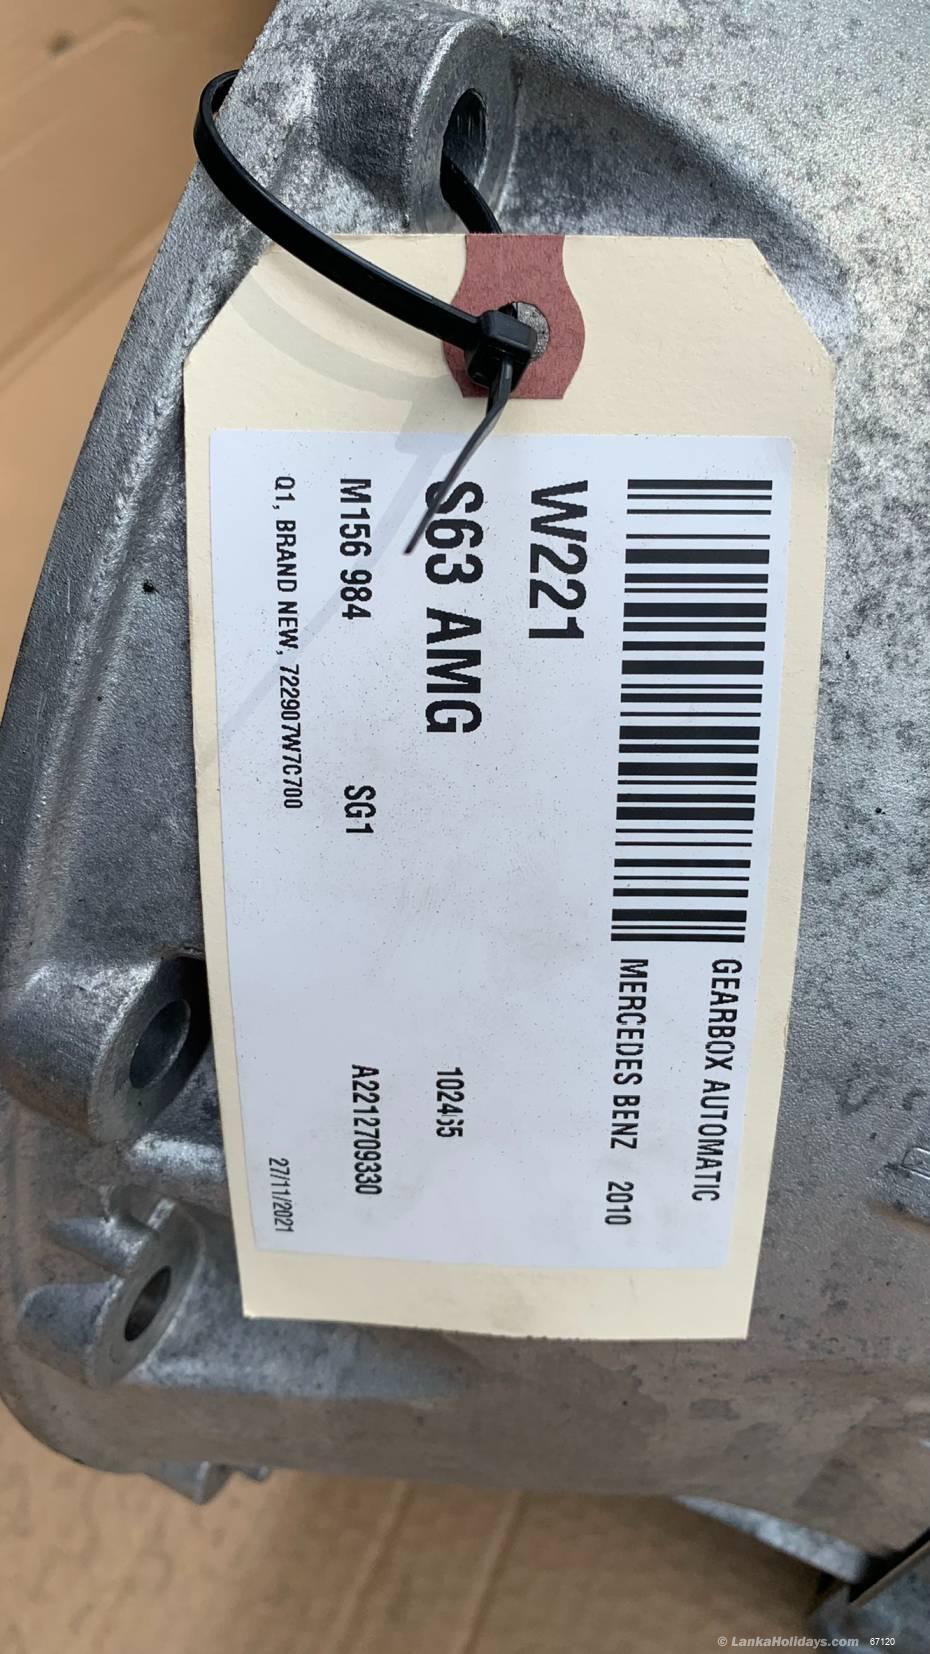 GEARBOX AUTOMATIC
MERCEDES BENZ 2010
W221
S63 AMG 102465
M156 984 SG1 A2212709330
Q1, BRAND NEW, 722907W7C700 27/11/2021
© LankaHolidays.com 67120